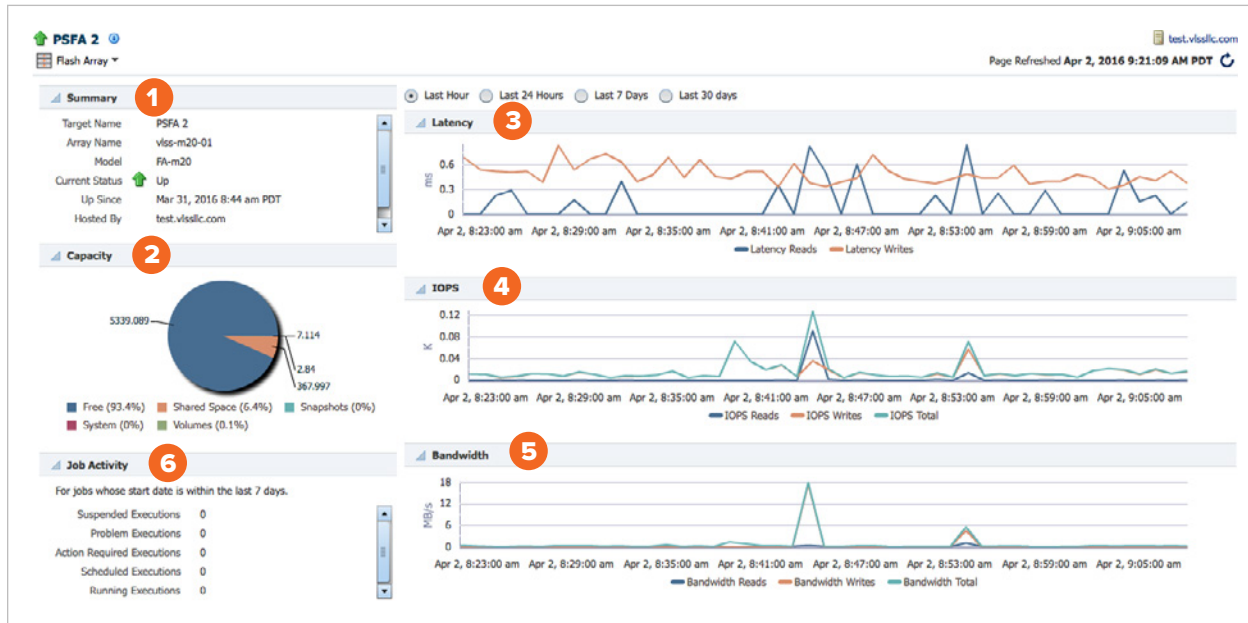 PSFA 2
test.vlssllc.com
Flash Array
Page Refreshed Apr 2, 2016 9:21:09 AM PDT
Summary 1
Target Name PSFA 2
Array Name vlss-m20-01
Model FA-m20
Current Status Up
Up Since Mar 31, 2016 8:44 am PDT
Hosted By test.vlssllc.com
Capacity 2
5339.089
7.114
2.84
367.997
Free (93.4%) Shared Space (6.4%) Snapshots (0%)
System (0%) Volumes (0.1%)
Job Activity 6
For jobs whose start date is within the last 7 days.
Suspended Executions 0
Problem Executions 0
Action Required Executions 0
Scheduled Executions 0
Running Executions 0
Last Hour Last 24 Hours Last 7 Days Last 30 days
Latency 3
0.6
0.3
0
ms
Apr 2, 8:23:00 am Apr 2, 8:29:00 am Apr 2, 8:35:00 am Apr 2, 8:41:00 am Apr 2, 8:47:00 am Apr 2, 8:53:00 am Apr 2, 8:59:00 am Apr 2, 9:05:00 am
Latency Reads Latency Writes
IOPS 4
0.12
0.08
0.04
0
K
Apr 2, 8:23:00 am Apr 2, 8:29:00 am Apr 2, 8:35:00 am Apr 2, 8:41:00 am Apr 2, 8:47:00 am Apr 2, 8:53:00 am Apr 2, 8:59:00 am Apr 2, 9:05:00 am
IOPS Reads IOPS Writes IOPS Total
Bandwidth 5
18
12
6
0
MB/s
Apr 2, 8:23:00 am Apr 2, 8:29:00 am Apr 2, 8:35:00 am Apr 2, 8:41:00 am Apr 2, 8:47:00 am Apr 2, 8:53:00 am Apr 2, 8:59:00 am Apr 2, 9:05:00 am
Bandwidth Reads Bandwidth Writes Bandwidth Total